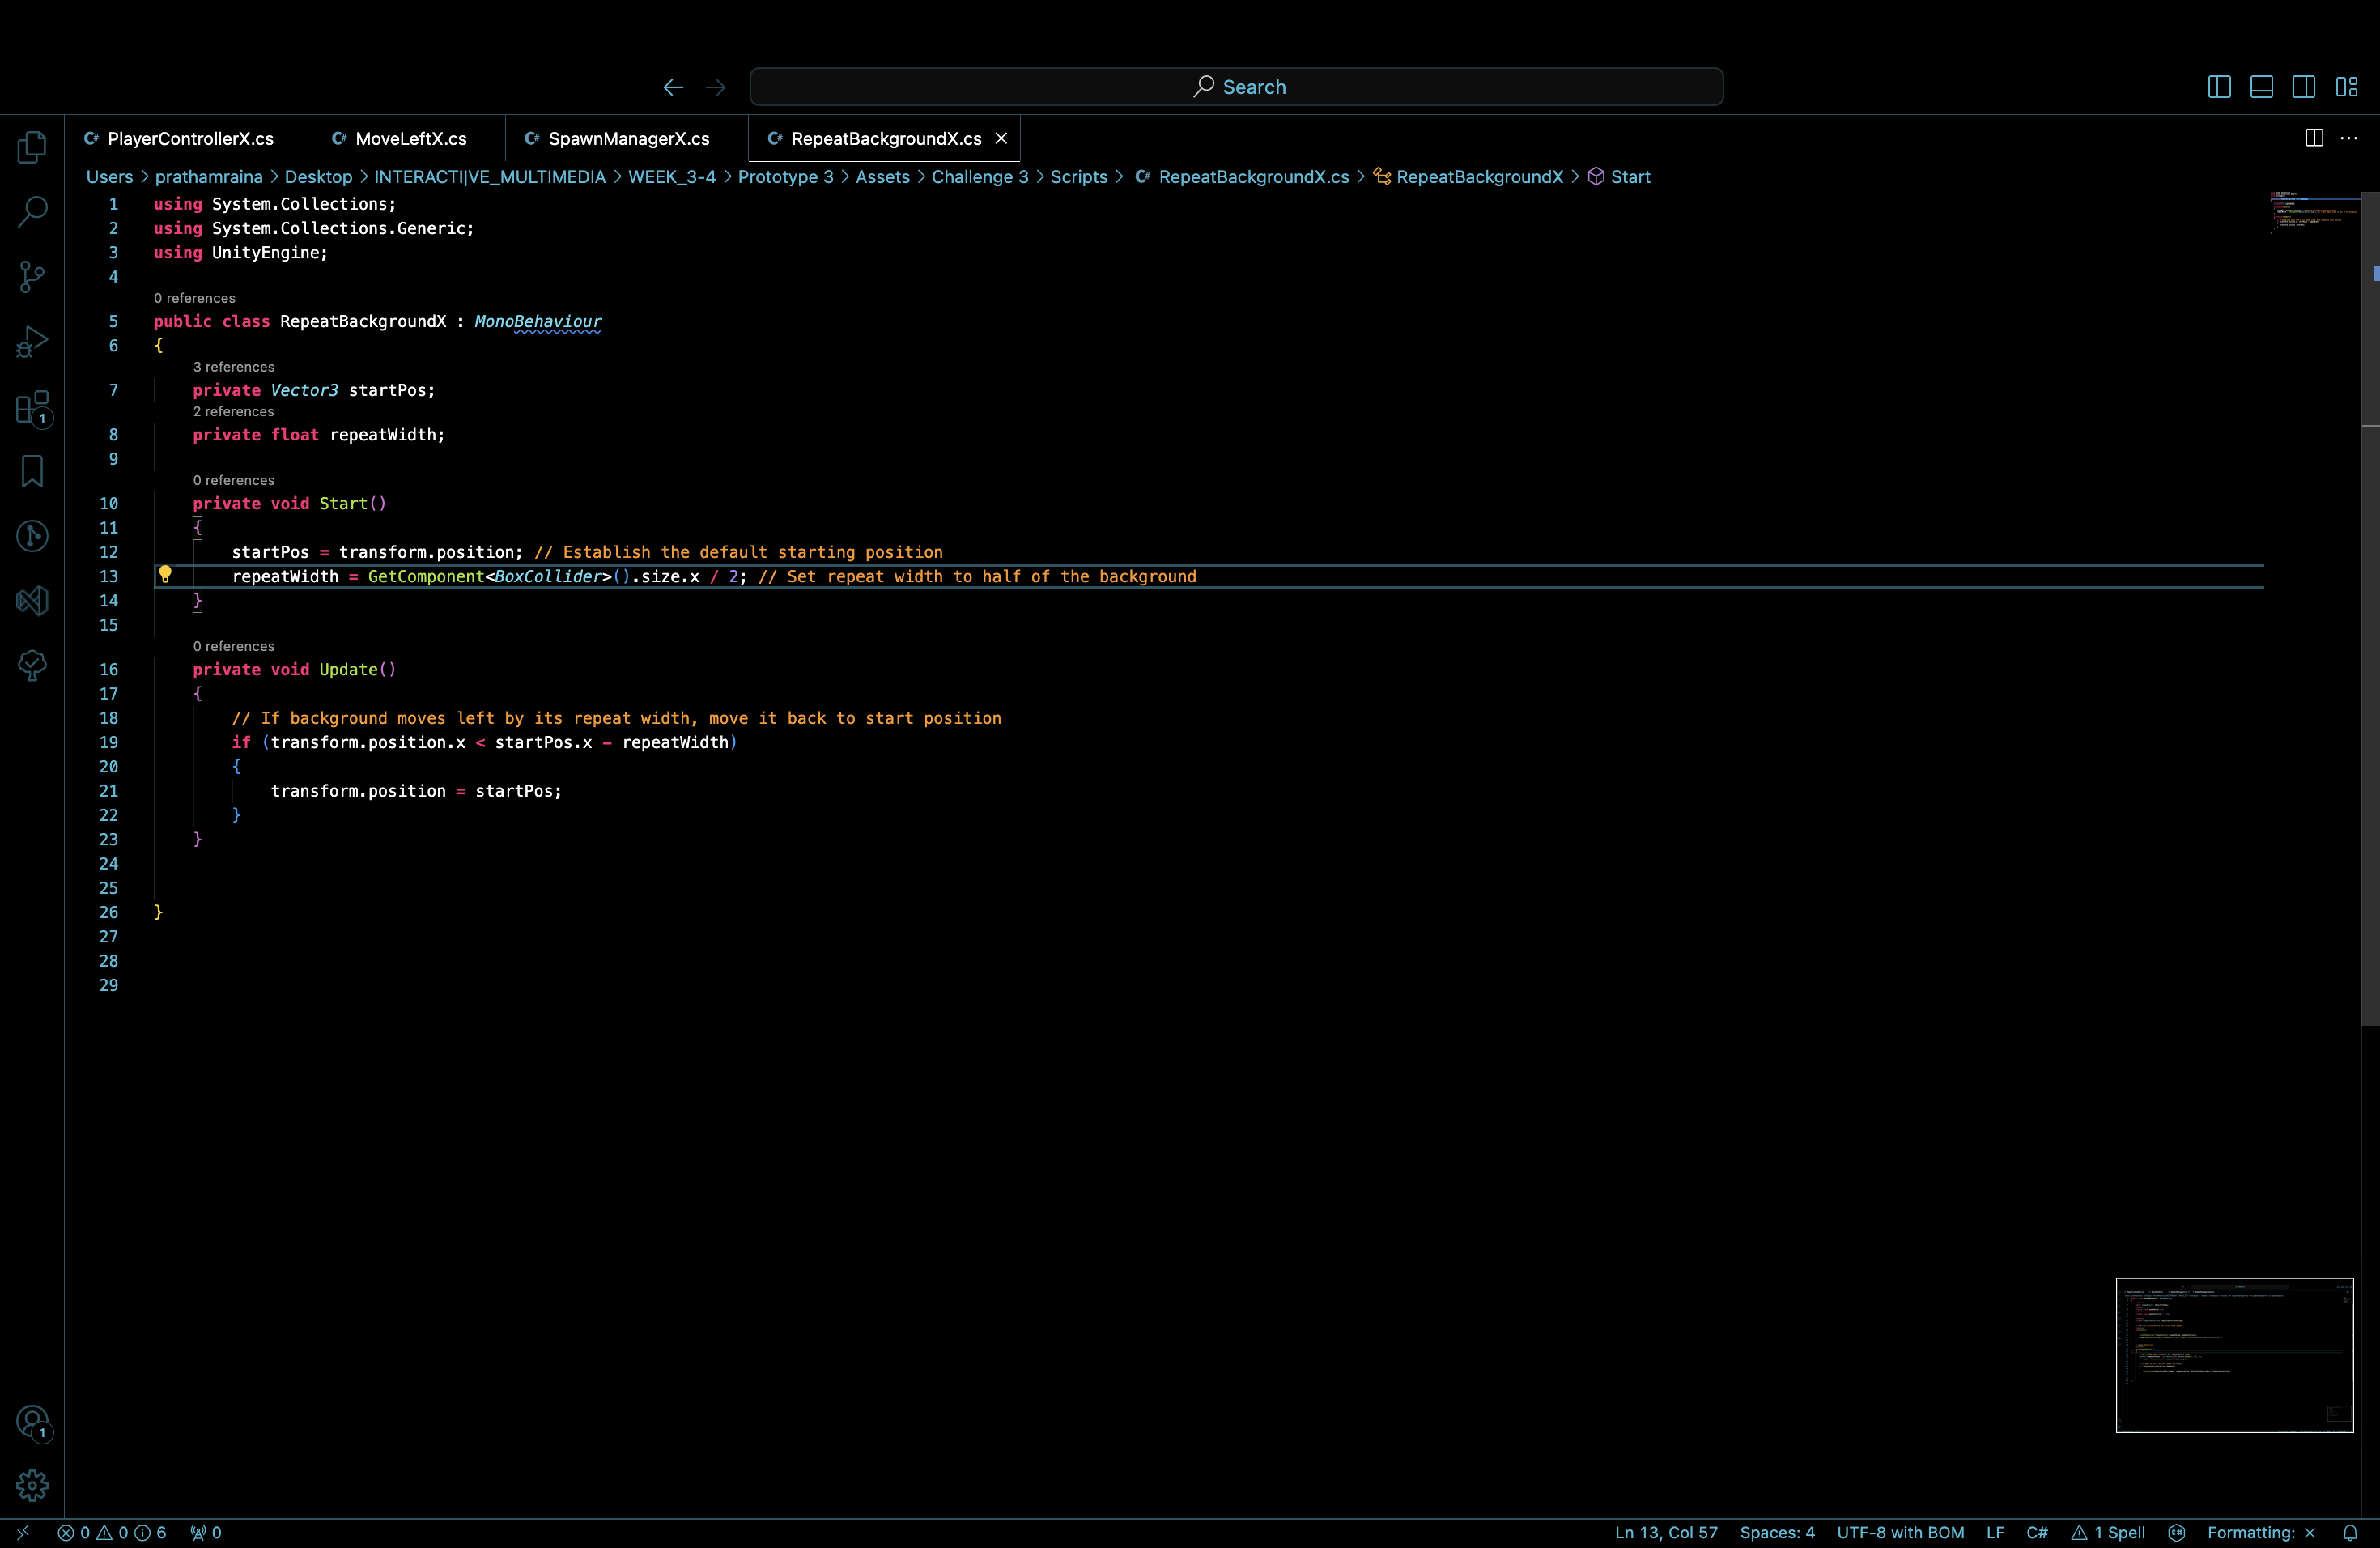 Search
PlayerControllerX.cs
MoveLeftX.cs
SpawnManagerX.cs
RepeatBackgroundX.cs
Users > prathamraina > Desktop > INTERACTI|VE_MULTIMEDIA > WEEK_3-4 > Prototype 3 > Assets > Challenge 3 > Scripts > C# RepeatBackgroundX.cs > RepeatBackgroundX > Start
1 using System.Collections;
2 using System.Collections.Generic;
3 using UnityEngine;
4
0 references
5 public class RepeatBackgroundX : MonoBehaviour
6 {
3 references
7 private Vector3 startPos;
2 references
8 private float repeatWidth;
9
0 references
10 private void Start()
11 {
12 startPos = transform.position; // Establish the default starting position
13 repeatWidth = GetComponent<BoxCollider>().size.x / 2; // Set repeat width to half of the background
14 }
15
0 references
16 private void Update()
17 {
18 // If background moves left by its repeat width, move it back to start position
19 if (transform.position.x < startPos.x - repeatWidth)
20 {
21 transform.position = startPos;
22 }
23 }
24
25
26 }
27
28
29
1
1
0 0 6 0
Ln 13, Col 57 Spaces: 4 UTF-8 with BOM LF C# 1 Spell Formatting: ×